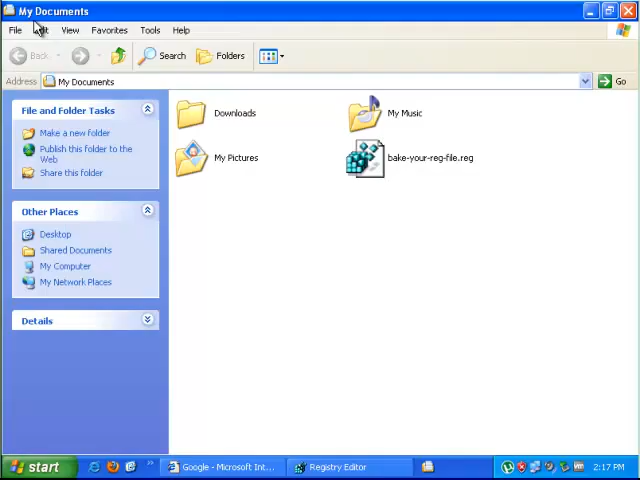 My Documents
File Edit View Favorites Tools Help
Back Search Folders
Address My Documents Go
File and Folder Tasks
Make a new folder
Publish this folder to the
Web
Share this folder
Other Places
Desktop
Shared Documents
My Computer
My Network Places
Details
Downloads
My Music
My Pictures
bake-your-reg-file.reg
start
Google - Microsoft Int...
Registry Editor
2:17 PM